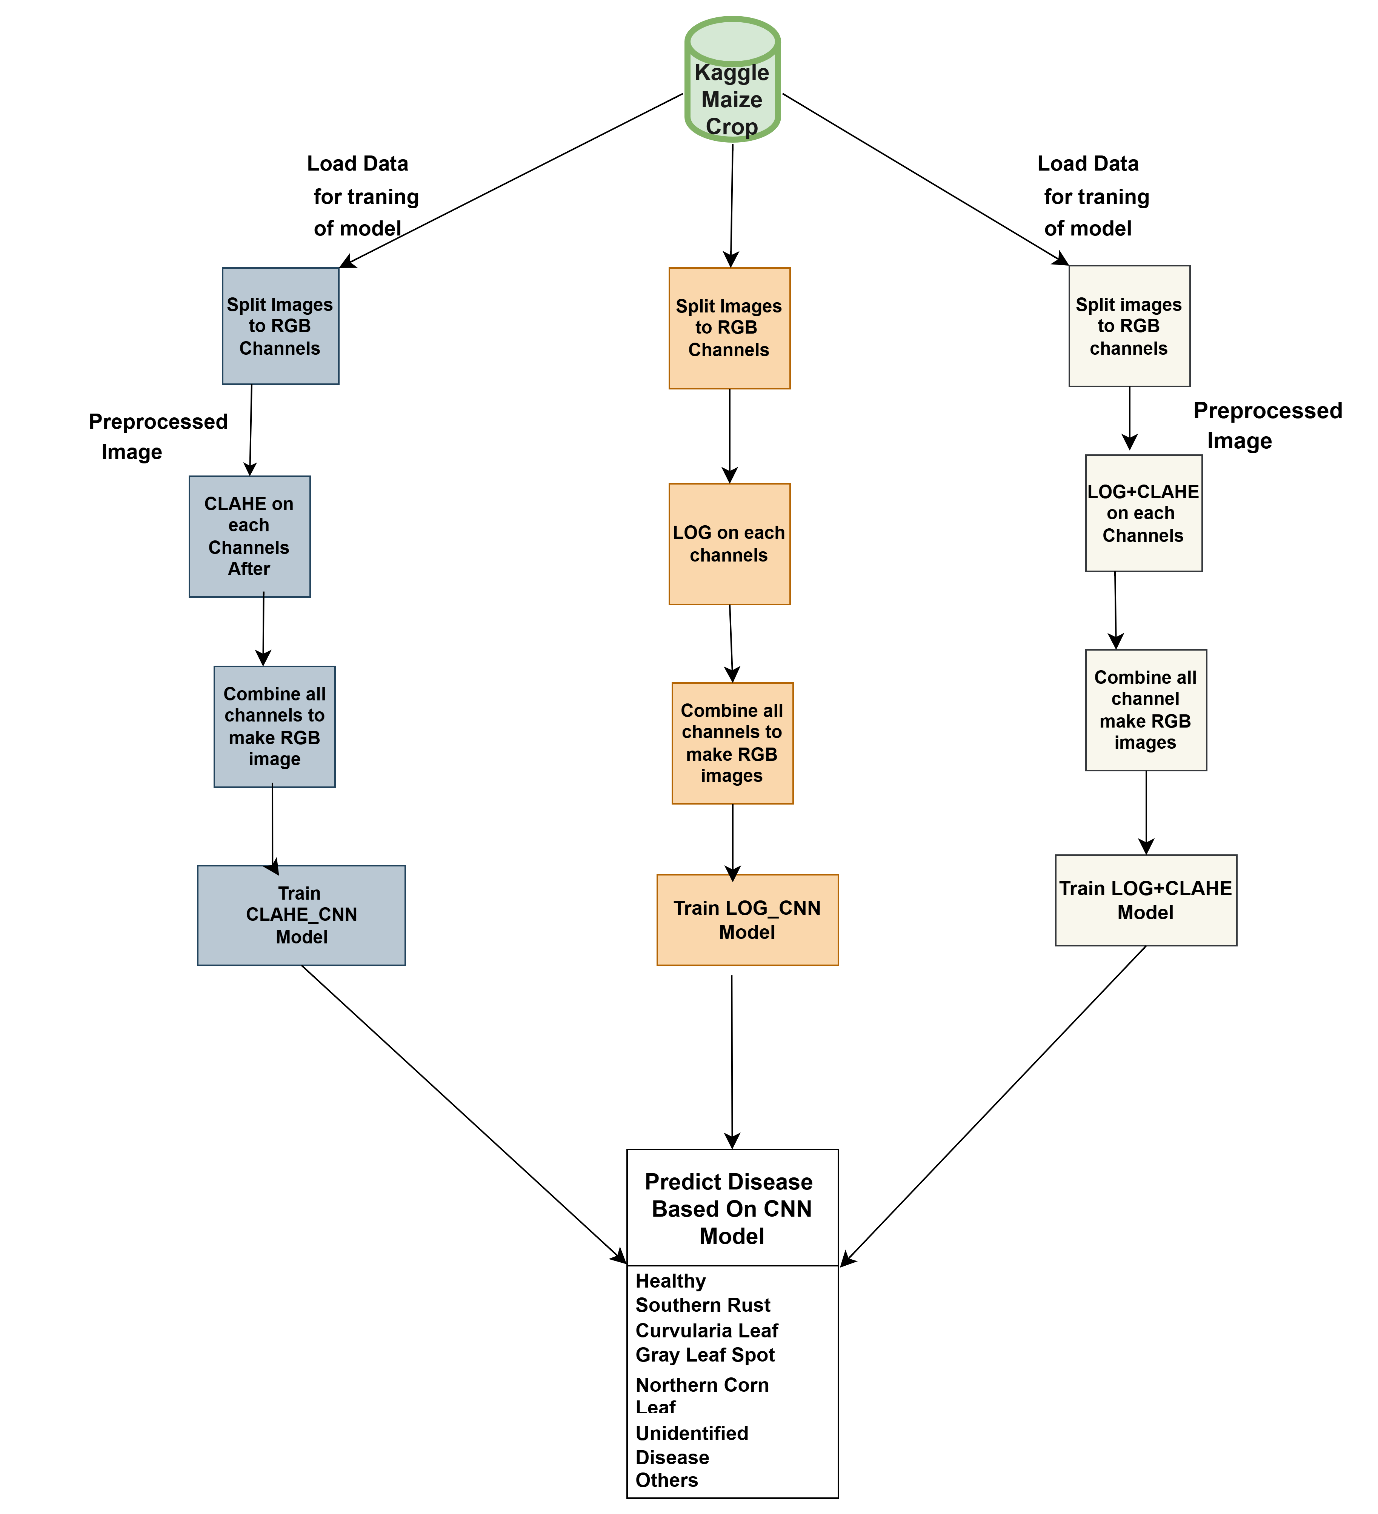 Kaggle
Maize
Crop
Load Data
for traning
of model
Load Data
for traning
of model
Split Images
to RGB
Channels
Split Images
to RGB
Channels
Split images
to RGB
channels
Preprocessed
Image
Preprocessed
Image
CLAHE on
each
Channels
After
LOG on each
channels
LOG+CLAHE
on each
Channels
Combine all
channels to
make RGB
image
Combine all
channels to
make RGB
images
Combine all
channel
make RGB
images
Train
CLAHE_CNN
Model
Train LOG_CNN
Model
Train LOG+CLAHE
Model
Predict Disease
Based On CNN
Model
Healthy
Southern Rust
Curvularia Leaf
Gray Leaf Spot
Northern Corn
Leaf
Unidentified
Disease
Others